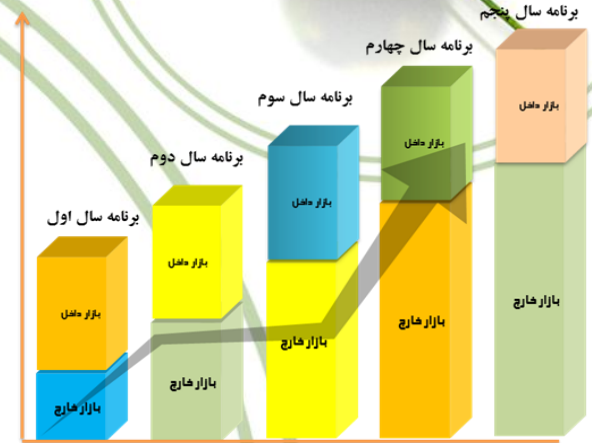 برنامه سال پنجم
برنامه سال چهارم
برنامه سال سوم
برنامه سال دوم
برنامه سال اول
بازار داخل
بازار داخل
بازار داخل
بازار داخل
بازار داخل
بازار خارج
بازار خارج
بازار خارج
بازار خارج
بازار خارج